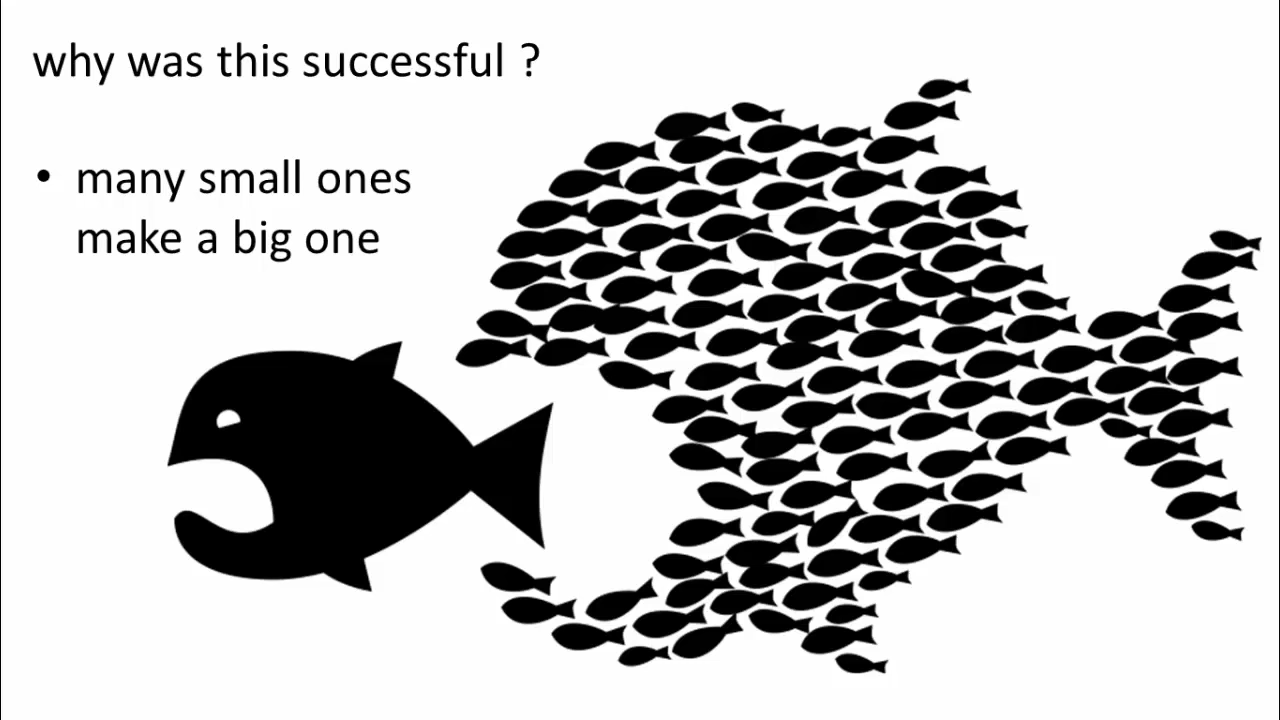 why was this successful ?
• many small ones
make a big one